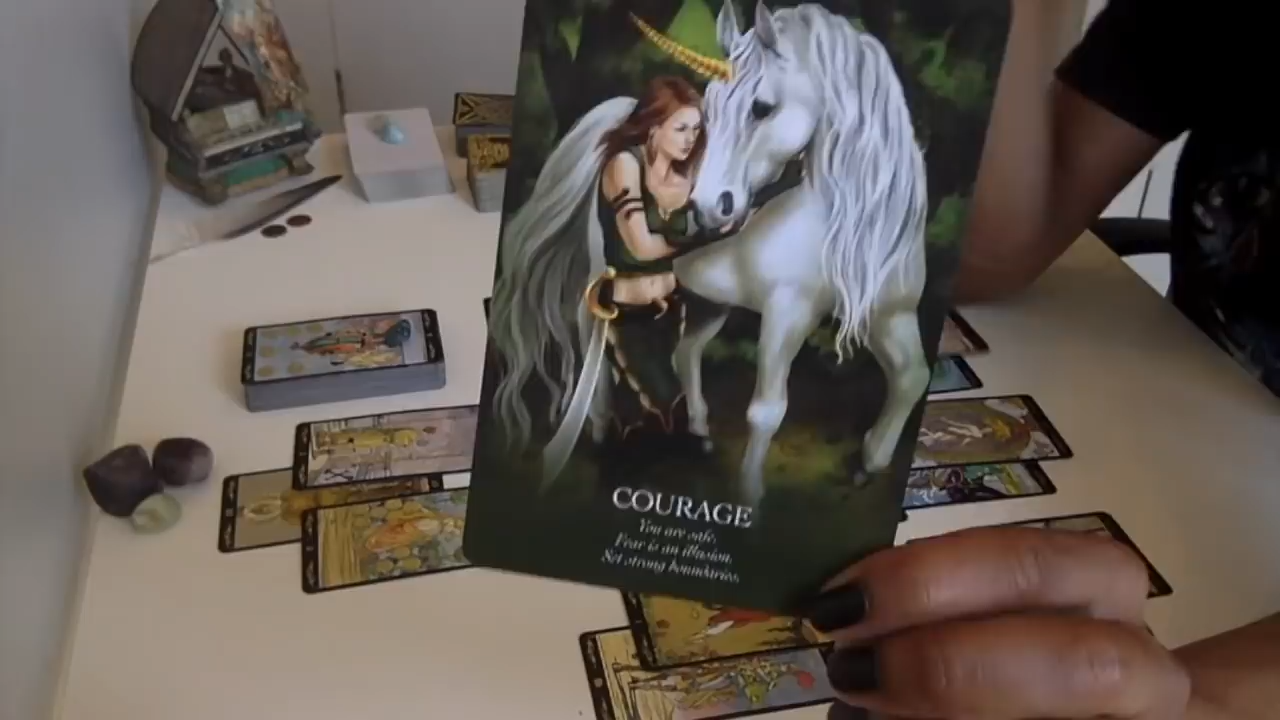 COURAGE
You are safe.
Fear is an illusion.
Set strong boundaries.